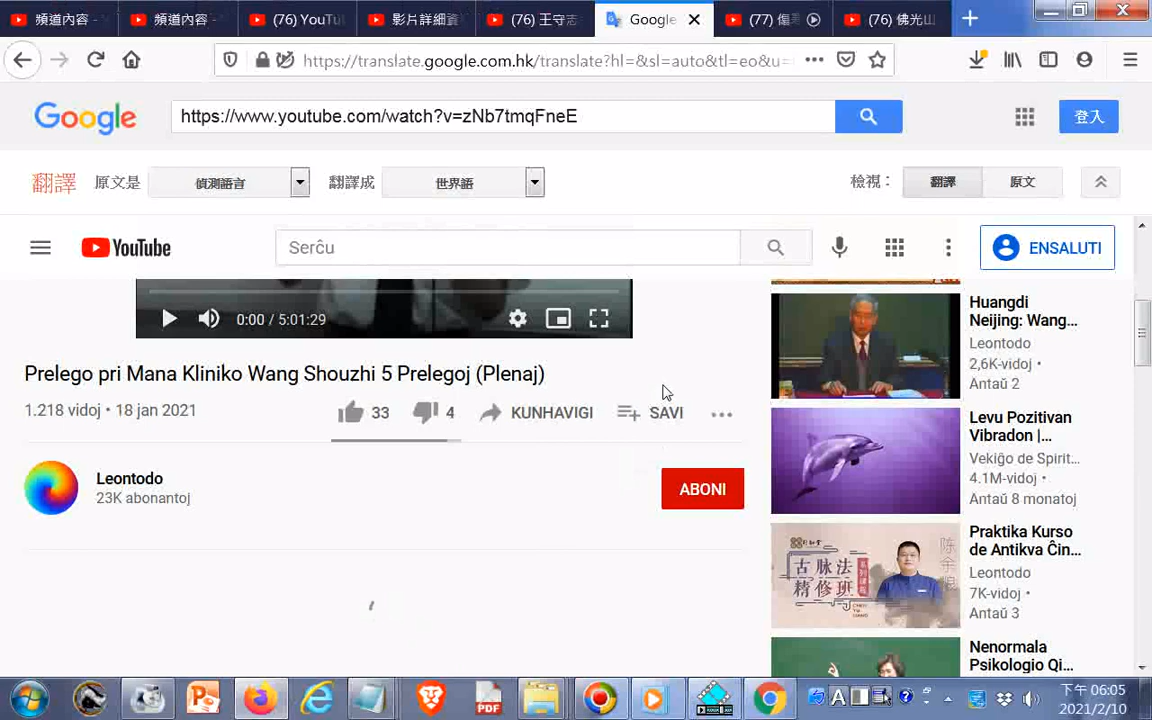 頻道內容 -
頻道內容 -
(76) YouTu
影片詳細資
(76) 王守志
Google
(77) 傷寒
(76) 佛光山
https://translate.google.com.hk/translate?hl=&sl=auto&tl=eo&u=
Google
https://www.youtube.com/watch?v=zNb7tmqFneE
登入
翻譯 原文是 偵測語言 翻譯成 世界語 檢視： 翻譯 原文
YouTube
Serĉu
ENSALUTI
0:00 / 5:01:29
Prelego pri Mana Kliniko Wang Shouzhi 5 Prelegoj (Plenaj)
1.218 vidoj • 18 jan 2021
33 4 KUNHAVIGI SAVI
Leontodo
23K abonantoj
ABONI
Huangdi
Neijing: Wang...
Leontodo
2,6K-vidoj •
Antaŭ 2
Levu Pozitivan
Vibradon |...
Vekiĝo de Spirit...
4.1M-vidoj •
Antaŭ 8 monatoj
古脉法
精修班
系列课程
Praktika Kurso
de Antikva Ĉin...
Leontodo
7K-vidoj •
Antaŭ 3
Nenormala
Psikologio Qi...
PDF
A
下午 06:05
2021/2/10